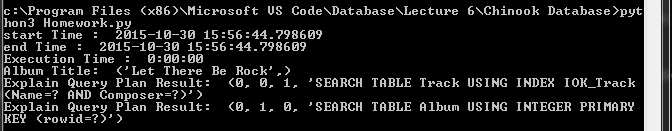 c:\Program Files (x86)\Microsoft VS Code\Database\Lecture 6\Chinook Database>pyt
hon3 Homework.py
start Time :  2015-10-30 15:56:44.798609
end Time :  2015-10-30 15:56:44.798609
Execution Time :  0:00:00
Album Title:  ('Let There Be Rock',)
Explain Query Plan Result:  (0, 0, 1, 'SEARCH TABLE Track USING INDEX IOK_Track
(Name=? AND Composer=?)')
Explain Query Plan Result:  (0, 1, 0, 'SEARCH TABLE Album USING INTEGER PRIMARY
KEY (rowid=?)')